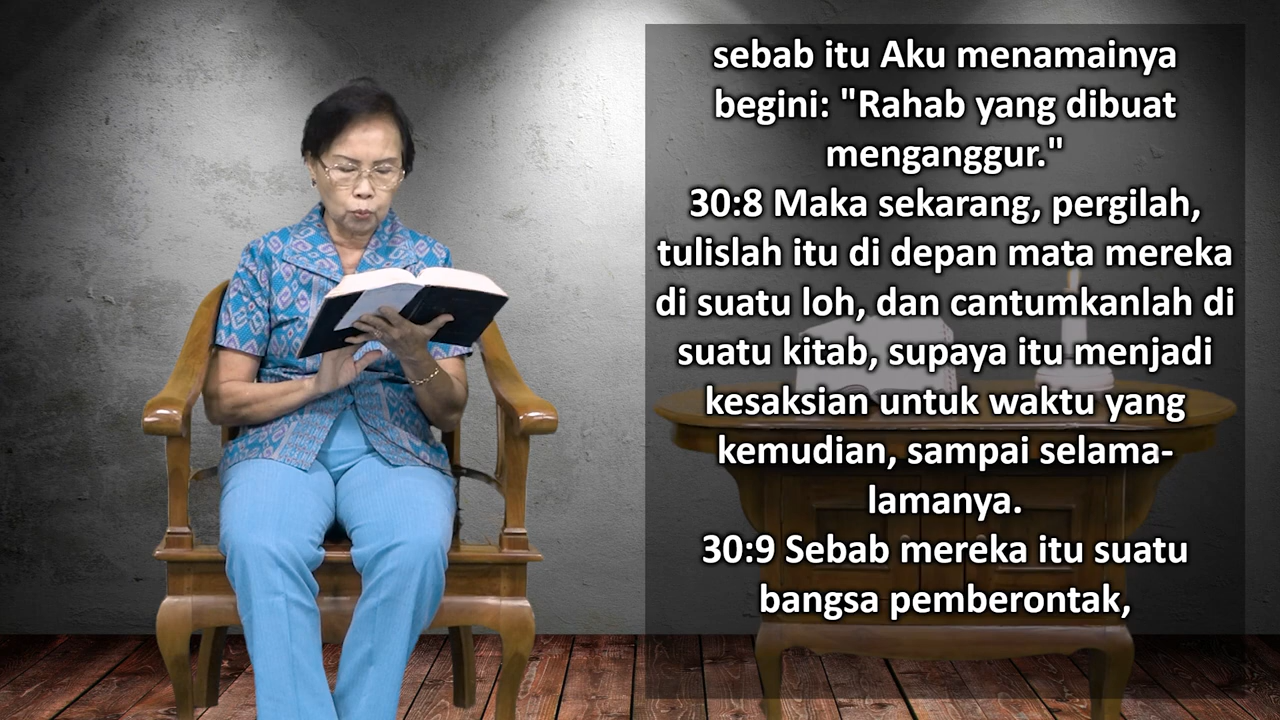 sebab itu Aku menamainya
begini: "Rahab yang dibuat
menganggur."
30:8 Maka sekarang, pergilah,
tulislah itu di depan mata mereka
di suatu loh, dan cantumkanlah di
suatu kitab, supaya itu menjadi
kesaksian untuk waktu yang
kemudian, sampai selama-
lamanya.
30:9 Sebab mereka itu suatu
bangsa pemberontak,